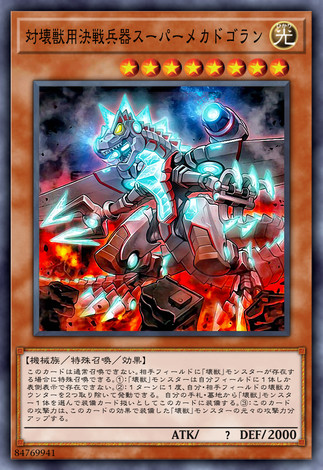 対壊獣用決戦兵器スーパーメカドゴラン
光
【機械族／特殊召喚／効果】
このカードは通常召喚できない。相手フィールドに「壊獣」モンスターが存在す
る場合に特殊召喚できる。①:「壊獣」モンスターは自分フィールドに１体しか
表側表示で存在できない。②:１ターンに１度、自分・相手フィールドの壊獣カ
ウンターを２つ取り除いて発動できる。自分の手札・墓地から「壊獣」モンスタ
ー１体を選んで装備カード扱いとしてこのカードに装備する。③:このカードの
攻撃力は、このカードの効果で装備した「壊獣」モンスターの元々の攻撃力分
アップする。
ATK/ ? DEF/2000
84769941